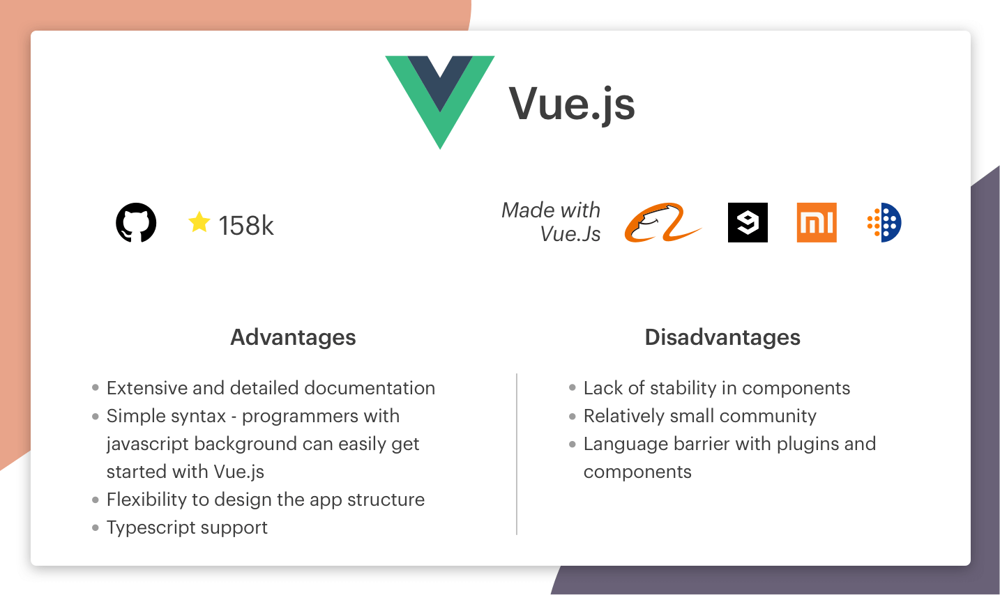 Vue.js
158k
Made with
Vue.Js
Advantages
Extensive and detailed documentation
Simple syntax - programmers with
javascript background can easily get
started with Vue.js
Flexibility to design the app structure
Typescript support
Disadvantages
Lack of stability in components
Relatively small community
Language barrier with plugins and
components